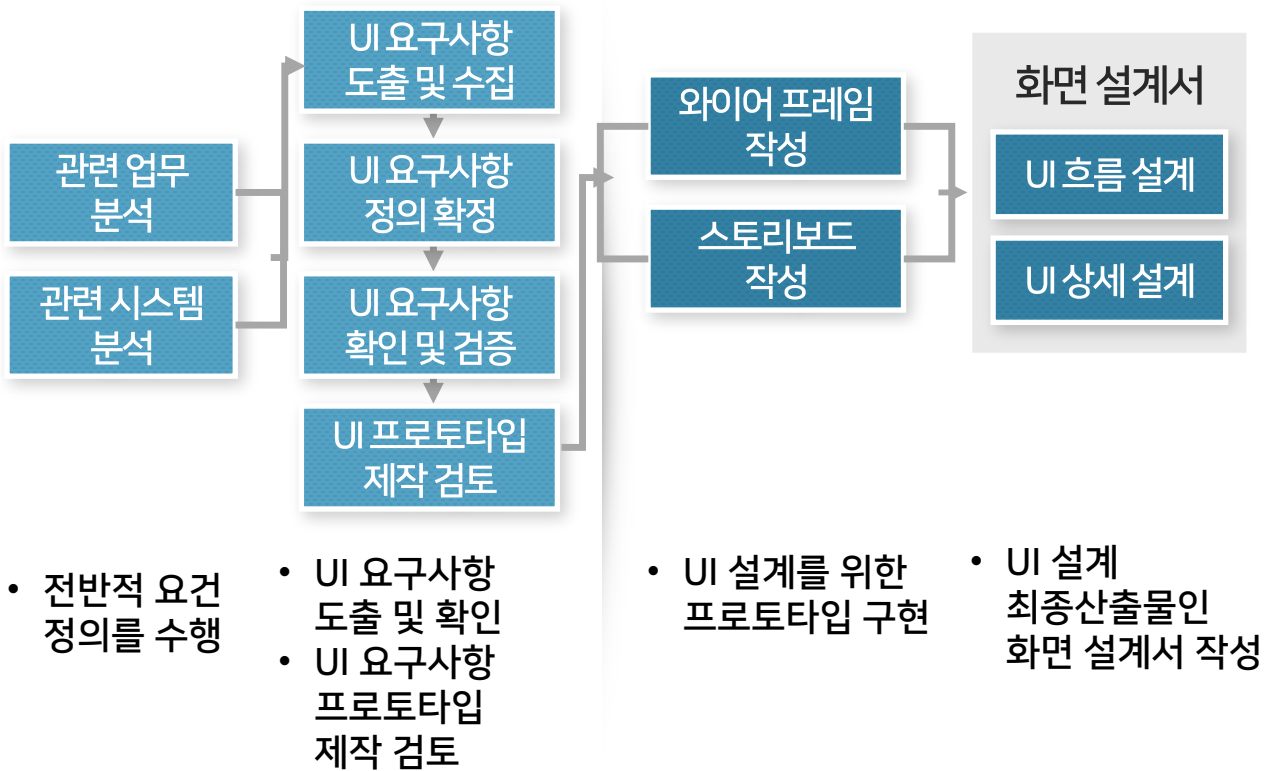 관련 업무
분석
관련 시스템
분석
UI 요구사항
도출 및 수집
UI 요구사항
정의 확정
UI 요구사항
확인 및 검증
UI 프로토타입
제작 검토
와이어 프레임
작성
스토리보드
작성
화면 설계서
UI 흐름 설계
UI 상세 설계
• 전반적 요건
정의를 수행
• UI 요구사항
도출 및 확인
• UI 요구사항
프로토타입
제작 검토
• UI 설계를 위한
프로토타입 구현
• UI 설계
최종산출물인
화면 설계서 작성